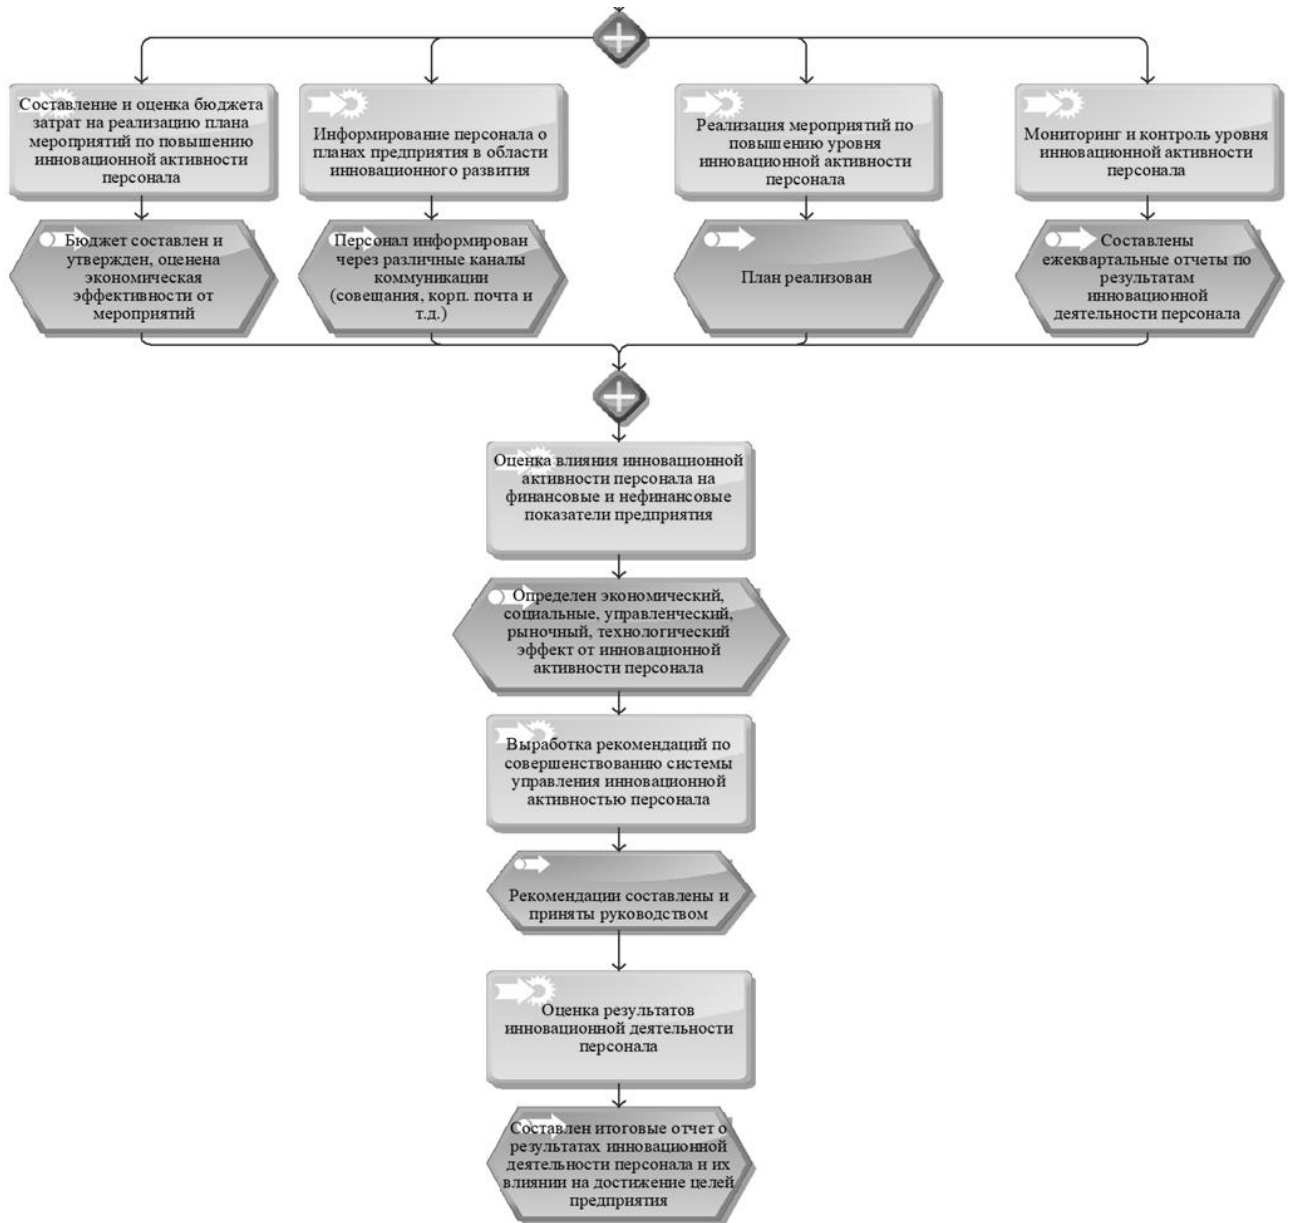 Составление и оценка бюджета
затрат на реализацию плана
мероприятий по повышению
инновационной активности
персонала
Информирование персонала о
планах предприятия в области
инновационного развития
Реализация мероприятий по
повышению уровня
инновационной активности
персонала
Мониторинг и контроль уровня
инновационной активности
персонала
Бюджет составлен и
утвержден, оценена
экономическая
эффективности от
мероприятий
Персонал информирован
через различные каналы
коммуникации
(совещания, корп. почта и
т.д.)
План реализован
Составлены
ежеквартальные отчеты по
результатам
инновационной
деятельности персонала
Оценка влияния инновационной
активности персонала на
финансовые и нефинансовые
показатели предприятия
Определен экономический,
социальные, управленческий,
рыночный, технологический
эффект от инновационной
активности персонала
Выработка рекомендаций по
совершенствованию системы
управления инновационной
активностью персонала
Рекомендации составлены и
приняты руководством
Оценка результатов
инновационной деятельности
персонала
Составлен итоговые отчет о
результатах инновационной
деятельности персонала и их
влиянии на достижение целей
предприятия